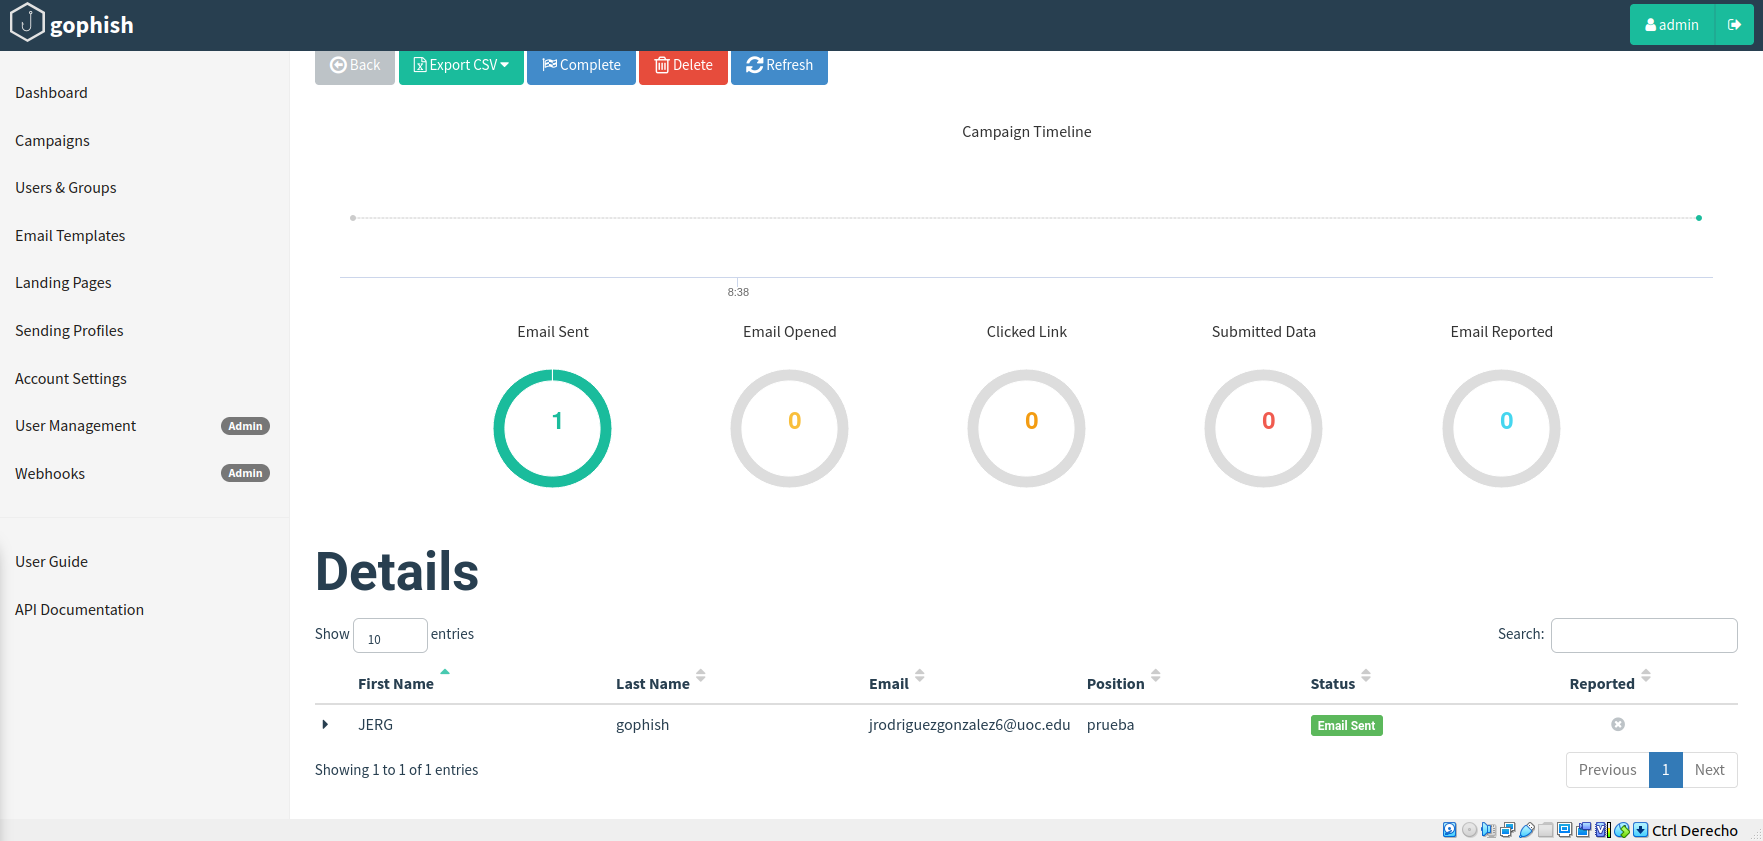 gophish
admin
Back Export CSV Complete Delete Refresh
Dashboard
Campaigns
Users & Groups
Email Templates
Landing Pages
Sending Profiles
Account Settings
User Management Admin
Webhooks Admin
User Guide
API Documentation
Campaign Timeline
8:38
Email Sent Email Opened Clicked Link Submitted Data Email Reported
1 0 0 0 0
Details
Show 10 entries Search:
First Name Last Name Email Position Status Reported
JERG gophish jrodriguezgonzalez6@uoc.edu prueba Email Sent
Showing 1 to 1 of 1 entries Previous 1 Next
Ctrl Derecho